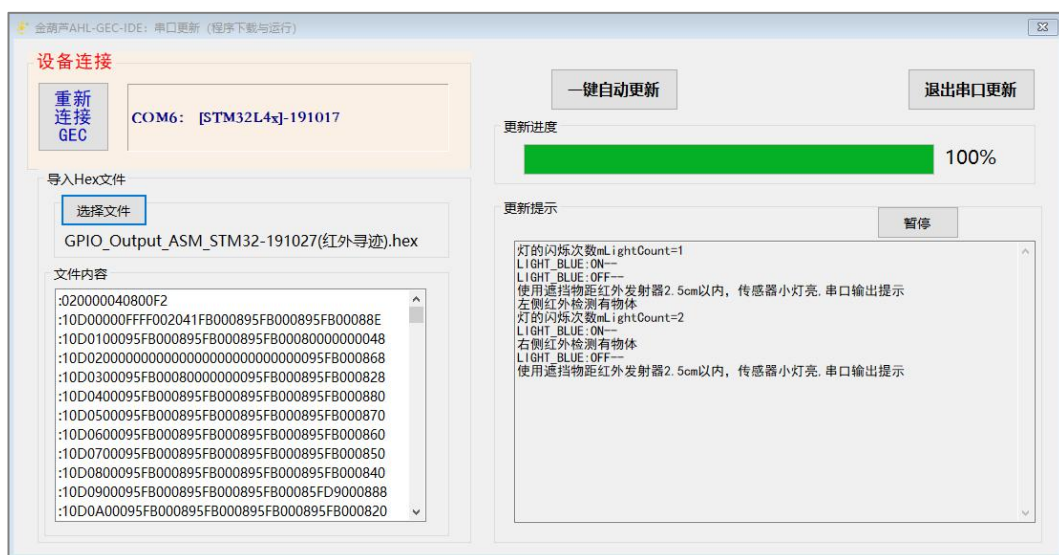 金葫芦AHL-GEC-IDE：串口更新（程序下载与运行）
设备连接
重新
连接
GEC
COM6： [STM32L4x]-191017
导入Hex文件
选择文件
GPIO_Output_ASM_STM32-191027(红外寻迹).hex
文件内容
:020000040800F2
:10D00000FFFF002041FB000895FB000895FB00088E
:10D0100095FB000895FB000895FB00080000000048
:10D0200000000000000000000000000095FB000868
:10D0300095FB00080000000095FB000895FB000828
:10D0400095FB000895FB000895FB000895FB000880
:10D0500095FB000895FB000895FB000895FB000870
:10D0600095FB000895FB000895FB000895FB000860
:10D0700095FB000895FB000895FB000895FB000850
:10D0800095FB000895FB000895FB000895FB000840
:10D0900095FB000895FB000895FB00085FD9000888
:10D0A00095FB000895FB000895FB000895FB000820
一键自动更新
退出串口更新
更新进度
100%
更新提示
暂停
灯的闪烁次数mLightCount=1
LIGHT_BLUE:ON--
LIGHT_BLUE:OFF--
使用遮挡物距红外发射器2.5cm以内，传感器小灯亮.串口输出提示
左侧红外检测有物体
灯的闪烁次数mLightCount=2
LIGHT_BLUE:ON--
右侧红外检测有物体
LIGHT_BLUE:OFF--
使用遮挡物距红外发射器2.5cm以内，传感器小灯亮.串口输出提示